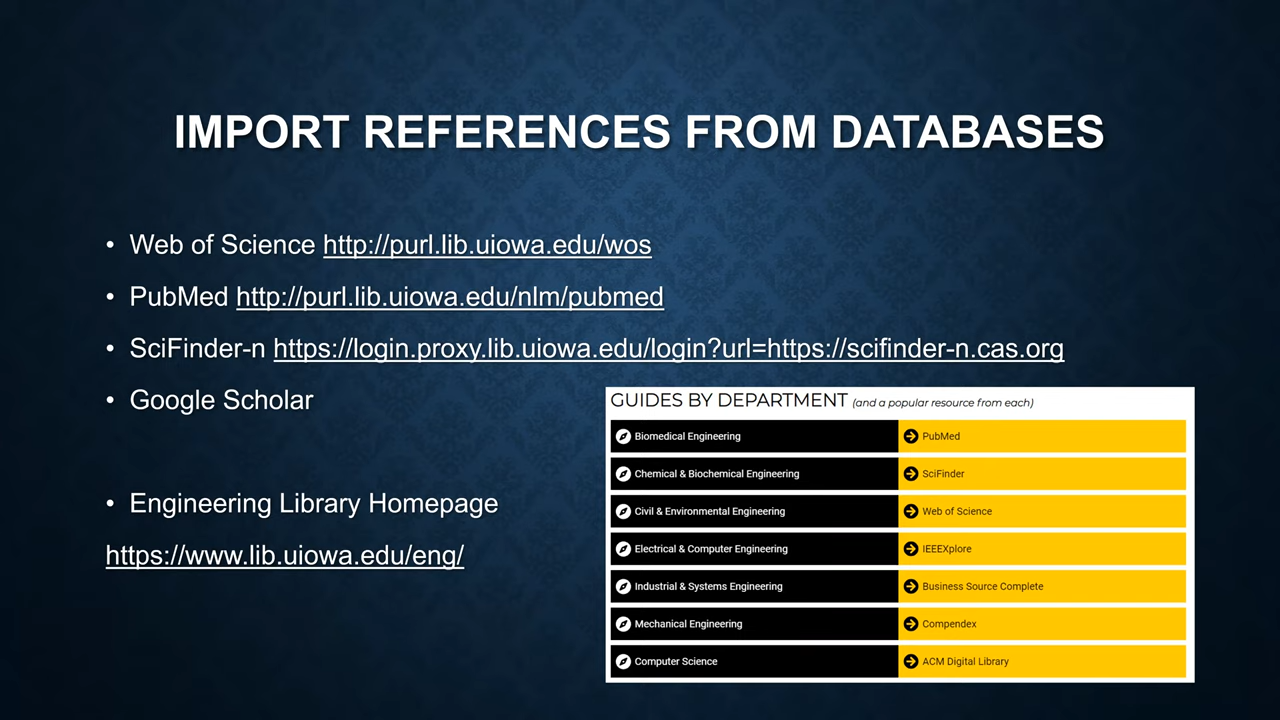 IMPORT REFERENCES FROM DATABASES
• Web of Science http://purl.lib.uiowa.edu/wos
• PubMed http://purl.lib.uiowa.edu/nlm/pubmed
• SciFinder-n https://login.proxy.lib.uiowa.edu/login?url=https://scifinder-n.cas.org
• Google Scholar
• Engineering Library Homepage
https://www.lib.uiowa.edu/eng/
GUIDES BY DEPARTMENT (and a popular resource from each)
Biomedical Engineering PubMed
Chemical & Biochemical Engineering SciFinder
Civil & Environmental Engineering Web of Science
Electrical & Computer Engineering IEEEXplore
Industrial & Systems Engineering Business Source Complete
Mechanical Engineering Compendex
Computer Science ACM Digital Library